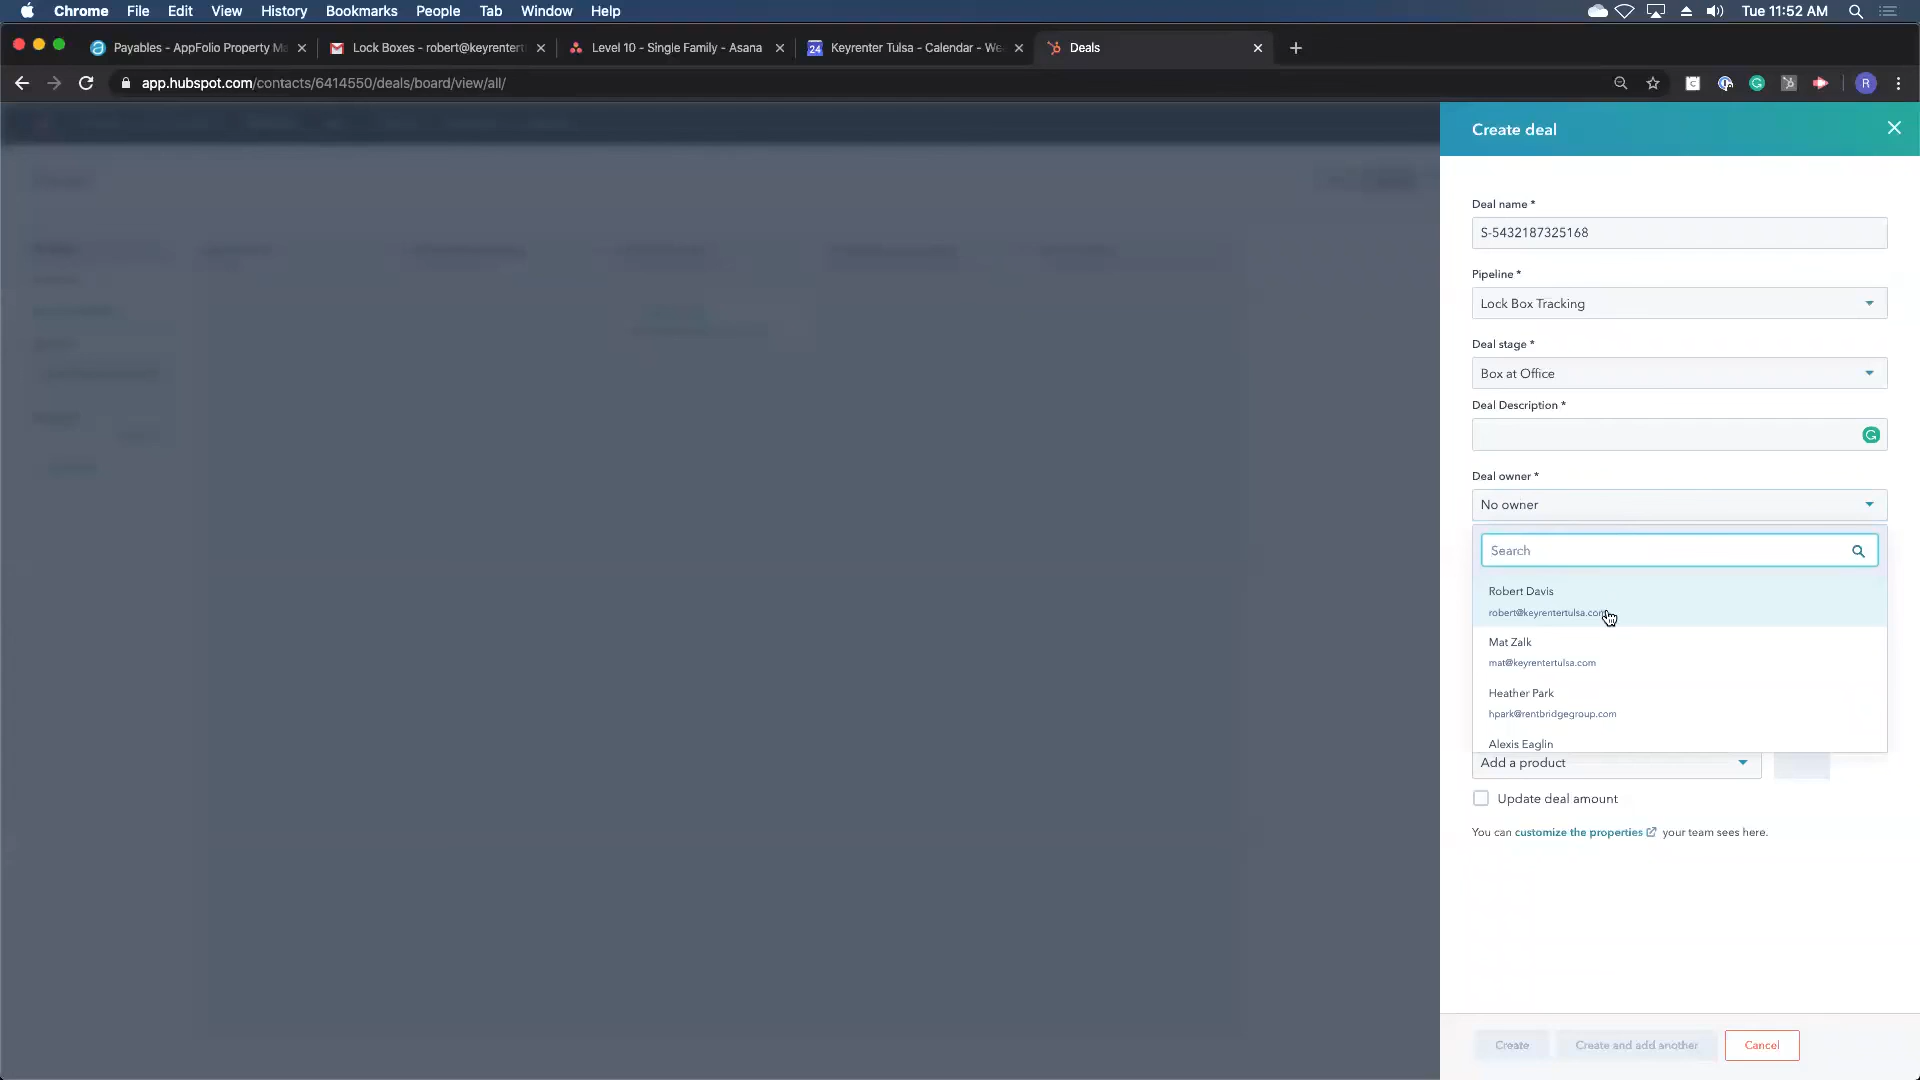 Chrome File Edit View History Bookmarks People Tab Window Help Tue 11:52 AM
Payables - AppFolio Property Ma Lock Boxes - robert@keyrentert Level 10 - Single Family - Asana 24 Keyrenter Tulsa - Calendar - We Deals
app.hubspot.com/contacts/6414550/deals/board/view/all/ R
Create deal
Deal name *
S-5432187325168
Pipeline *
Lock Box Tracking
Deal stage *
Box at Office
Deal Description *
Deal owner *
No owner
Search
Robert Davis
robert@keyrentertulsa.com
Mat Zalk
mat@keyrentertulsa.com
Heather Park
hpark@rentbridgegroup.com
Alexis Eaglin
Add a product
Update deal amount
You can customize the properties your team sees here.
Create Create and add another Cancel